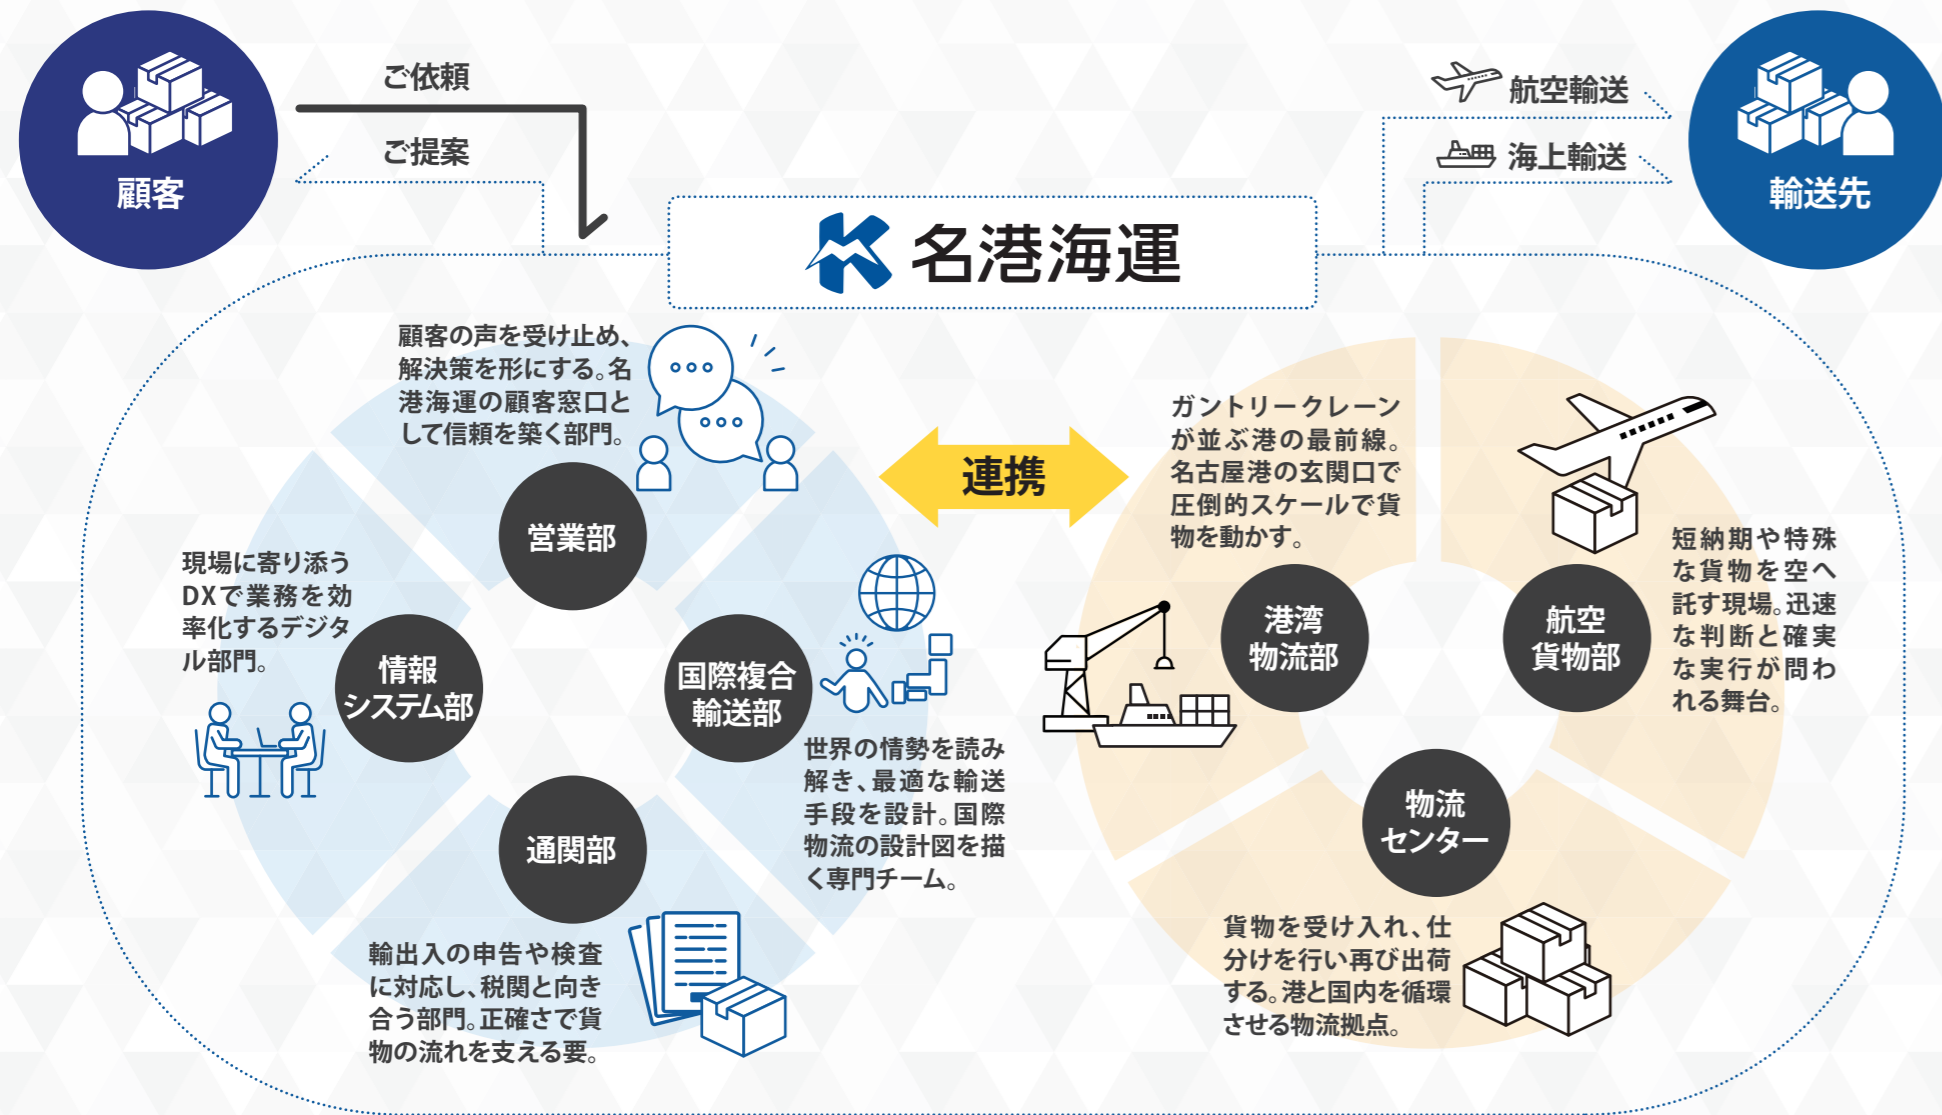 顧客
ご依頼
ご提案
航空輸送
海上輸送
輸送先
名港海運
顧客の声を受け止め、
解決策を形にする。名
港海運の顧客窓口と
して信頼を築く部門。
営業部
現場に寄り添う
DXで業務を効
率化するデジタ
ル部門。
情報
システム部
国際複合
輸送部
世界の情勢を読み
解き、最適な輸送
手段を設計。国際
物流の設計図を描
く専門チーム。
通関部
輸出入の申告や検査
に対応し、税関と向き
合う部門。正確さで貨
物の流れを支える要。
連携
ガントリークレーン
が並ぶ港の最前線。
名古屋港の玄関口で
圧倒的スケールで貨
物を動かす。
港湾
物流部
航空
貨物部
短納期や特殊
な貨物を空へ
託す現場。迅速
な判断と確実
な実行が問わ
れる舞台。
物流
センター
貨物を受け入れ、仕
分けを行い再び出荷
する。港と国内を循環
させる物流拠点。